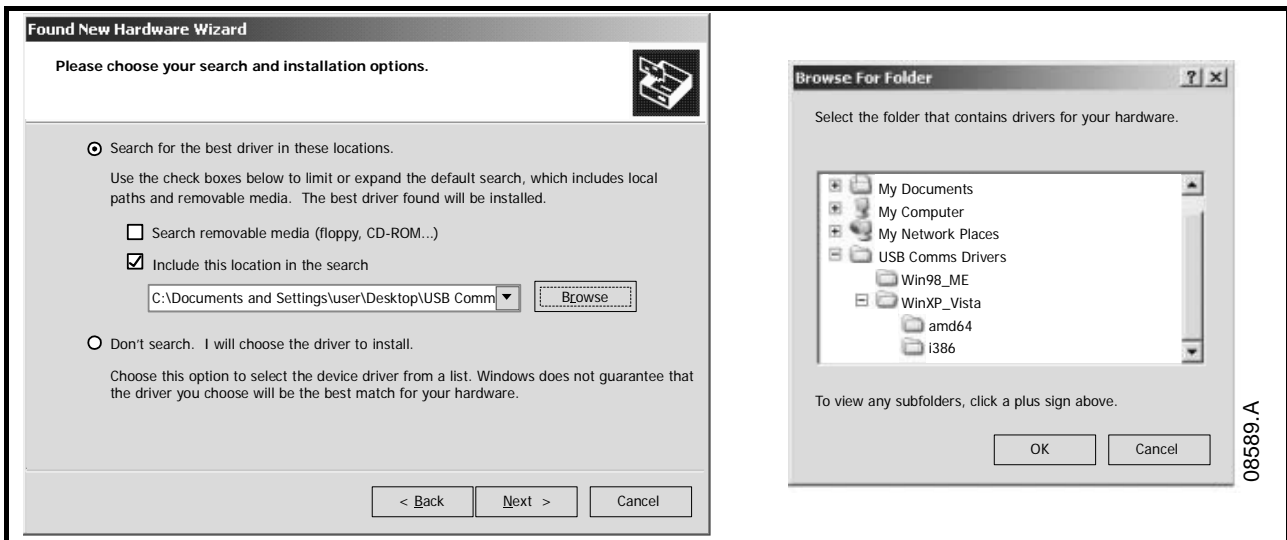 Found New Hardware Wizard
Please choose your search and installation options.
Search for the best driver in these locations.
Use the check boxes below to limit or expand the default search, which includes local
paths and removable media. The best driver found will be installed.
Search removable media (floppy, CD-ROM...)
Include this location in the search
C:\Documents and Settings\user\Desktop\USB Comm
Browse
Don't search. I will choose the driver to install.
Choose this option to select the device driver from a list. Windows does not guarantee that
the driver you choose will be the best match for your hardware.
< Back
Next >
Cancel
Browse For Folder
Select the folder that contains drivers for your hardware.
My Documents
My Computer
My Network Places
USB Comms Drivers
Win98_ME
WinXP_Vista
amd64
i386
To view any subfolders, click a plus sign above.
OK
Cancel
08589.A